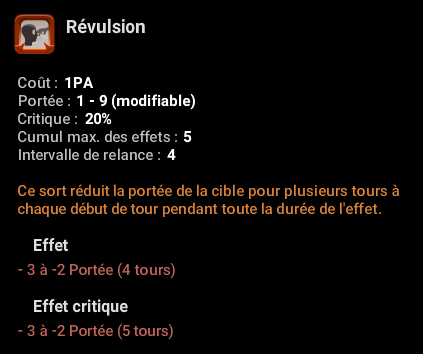 Révulsion
Coût : 1PA
Portée : 1 - 9 (modifiable)
Critique : 20%
Cumul max. des effets : 5
Intervalle de relance : 4
Ce sort réduit la portée de la cible pour plusieurs tours à
chaque début de tour pendant toute la durée de l'effet.
Effet
- 3 à -2 Portée (4 tours)
Effet critique
- 3 à -2 Portée (5 tours)